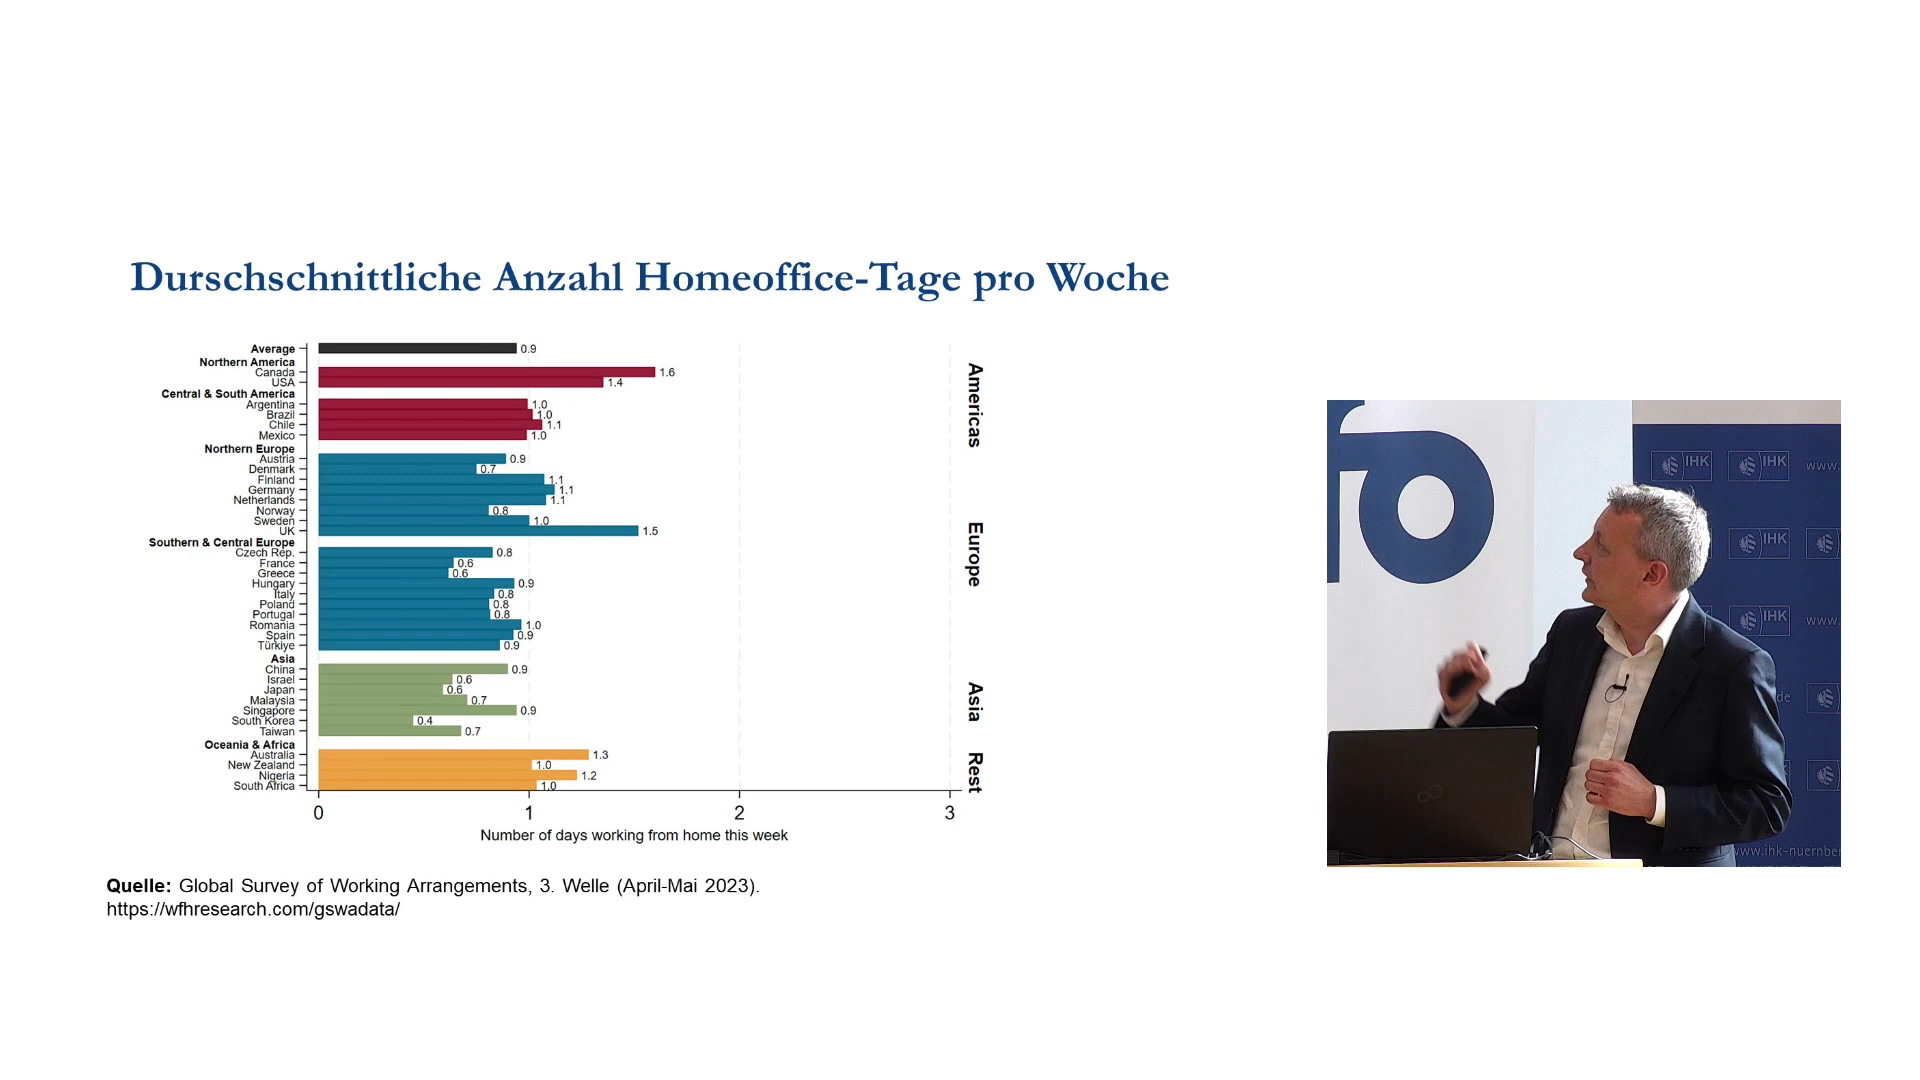 Durschschnittliche Anzahl Homeoffice-Tage pro Woche
Average 0.9
Northern America
Canada 1.6
USA 1.4
Central & South America
Argentina 1.0
Brazil 1.0
Chile 1.1
Mexico 1.0
Northern Europe
Austria 0.9
Denmark 0.7
Finland 1.1
Germany 1.1
Netherlands 1.1
Norway 0.8
Sweden 1.0
UK 1.5
Southern & Central Europe
Czech Rep. 0.8
France 0.6
Greece 0.6
Hungary 0.9
Italy 0.8
Poland 0.8
Portugal 0.8
Romania 1.0
Spain 0.9
Türkiye 0.9
Asia
China 0.9
Israel 0.6
Japan 0.6
Malaysia 0.7
Singapore 0.9
South Korea 0.4
Taiwan 0.7
Oceania & Africa
Australia 1.3
New Zealand 1.0
Nigeria 1.2
South Africa 1.0
Americas
Europe
Asia
Rest
0 1 2 3
Number of days working from home this week
Quelle: Global Survey of Working Arrangements, 3. Welle (April-Mai 2023).
https://wfhresearch.com/gswadata/
IHK IHK www.
IHK
IHK www.
de
www.ihk-nuernber